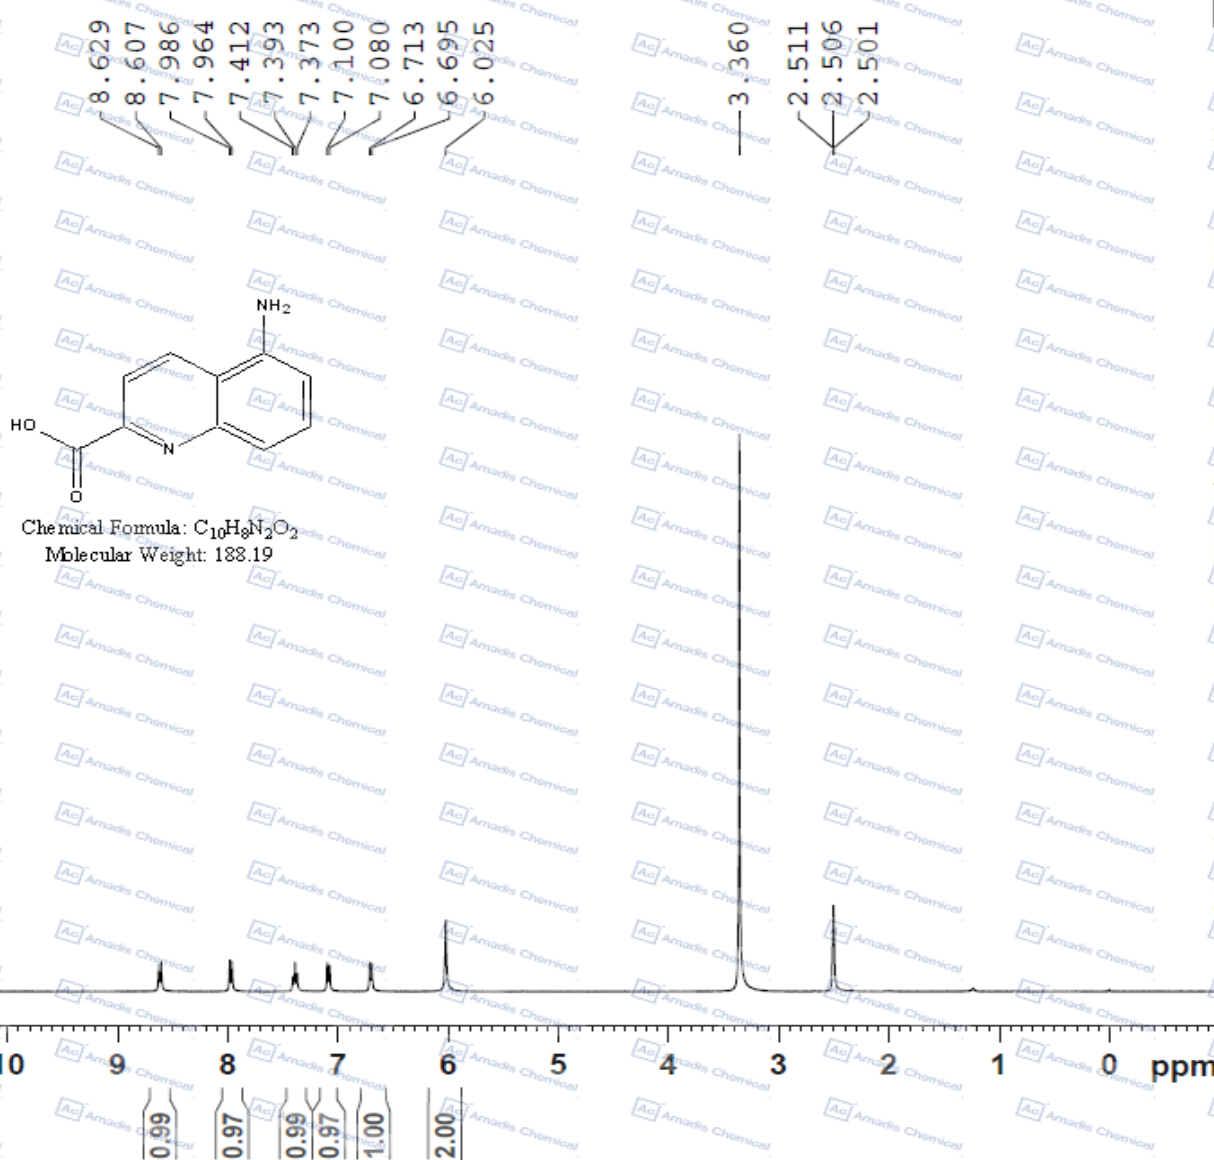 8.629
8.607
7.986
7.964
7.412
7.393
7.373
7.100
7.080
6.713
6.695
6.025
3.360
2.511
2.506
2.501
NH2
HO
N
O
Chemical Formula: C10H8N2O2
Molecular Weight: 188.19
10 9 8 7 6 5 4 3 2 1 0 ppm
0.99
0.97
0.99
0.97
1.00
2.00
Ac Amadis Chemical